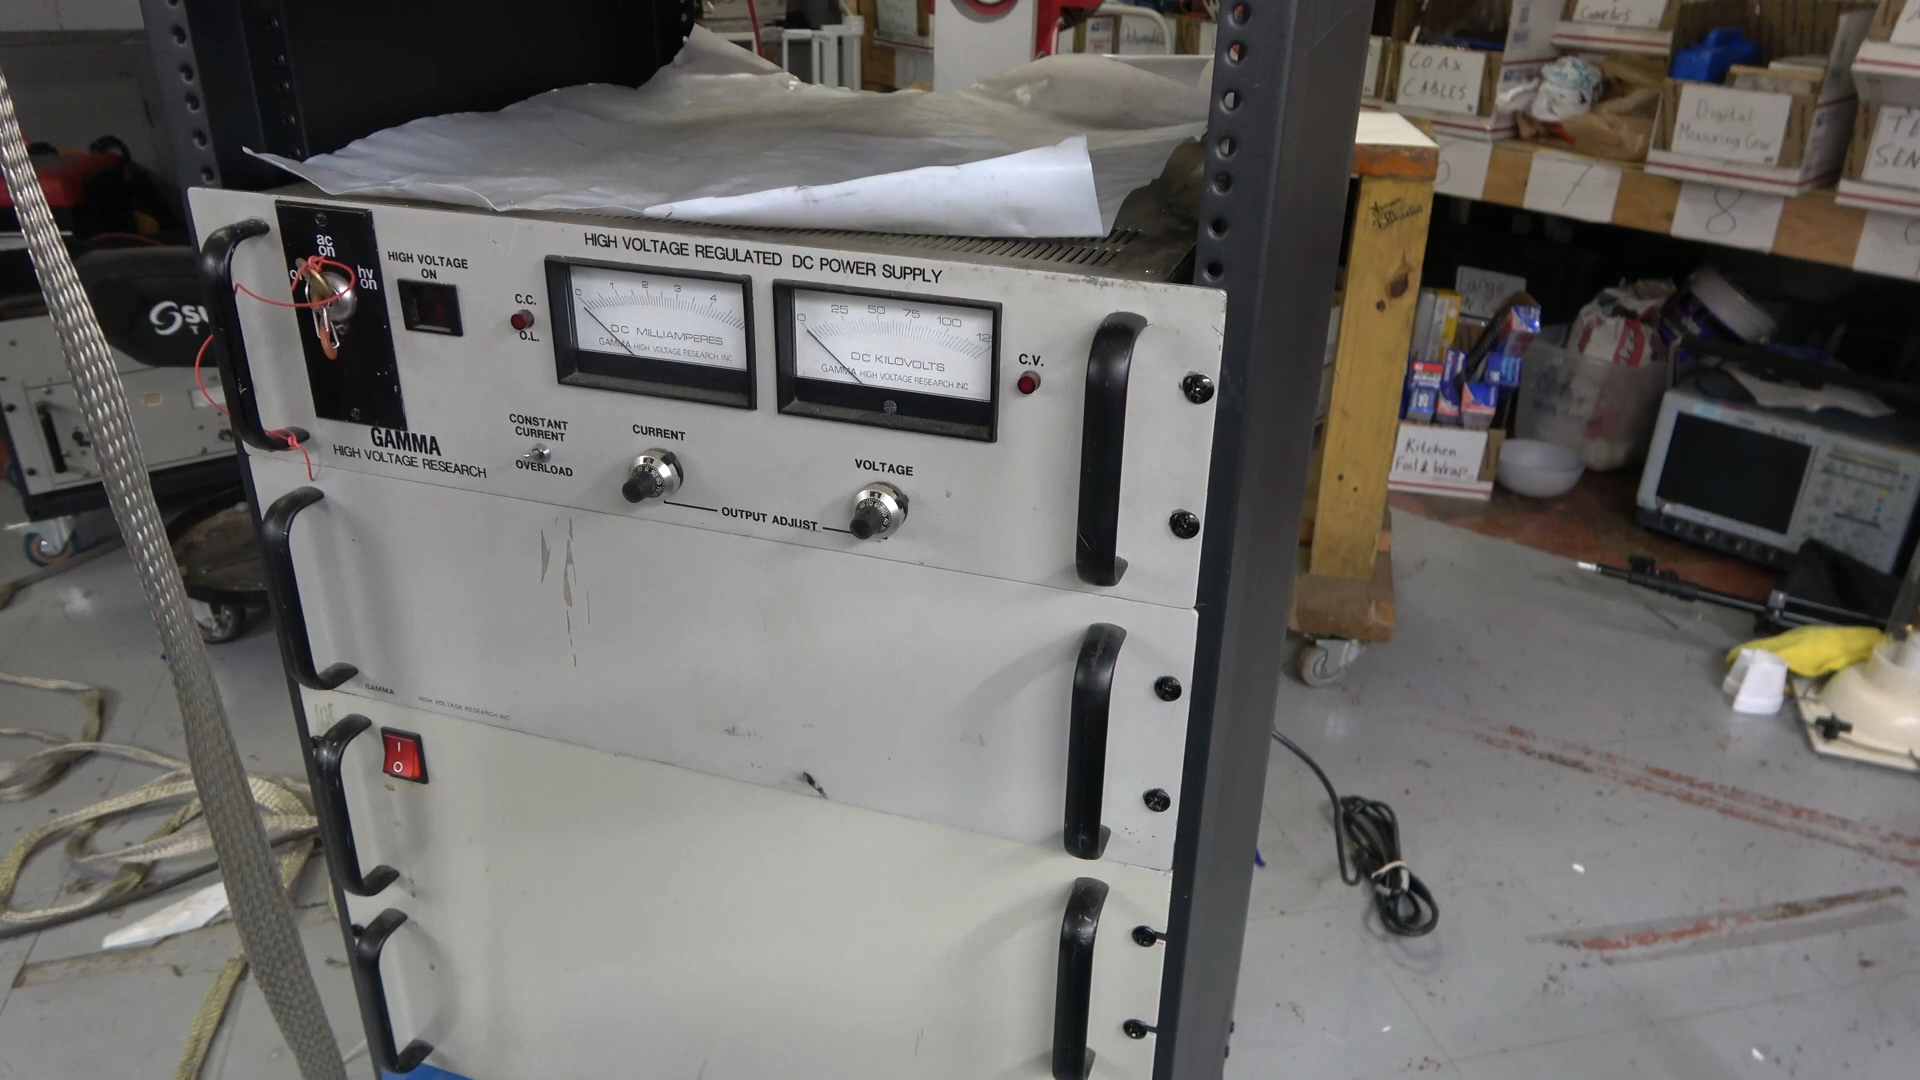 COAX
CABLES
Digital
Measuring Gear
7
8
ac
on
hv
on
HIGH VOLTAGE
ON
HIGH VOLTAGE REGULATED DC POWER SUPPLY
C.C.
O.L.
0 1 2 3 4
DC MILLIAMPERES
GAMMA HIGH VOLTAGE RESEARCH INC
0 25 50 75 100
DC KILOVOLTS
GAMMA HIGH VOLTAGE RESEARCH INC
C.V.
GAMMA
HIGH VOLTAGE RESEARCH
CONSTANT
CURRENT
OVERLOAD
CURRENT
VOLTAGE
OUTPUT ADJUST
GAMMA HIGH VOLTAGE RESEARCH INC.
I
O
Kitchen
Foil & Wrap